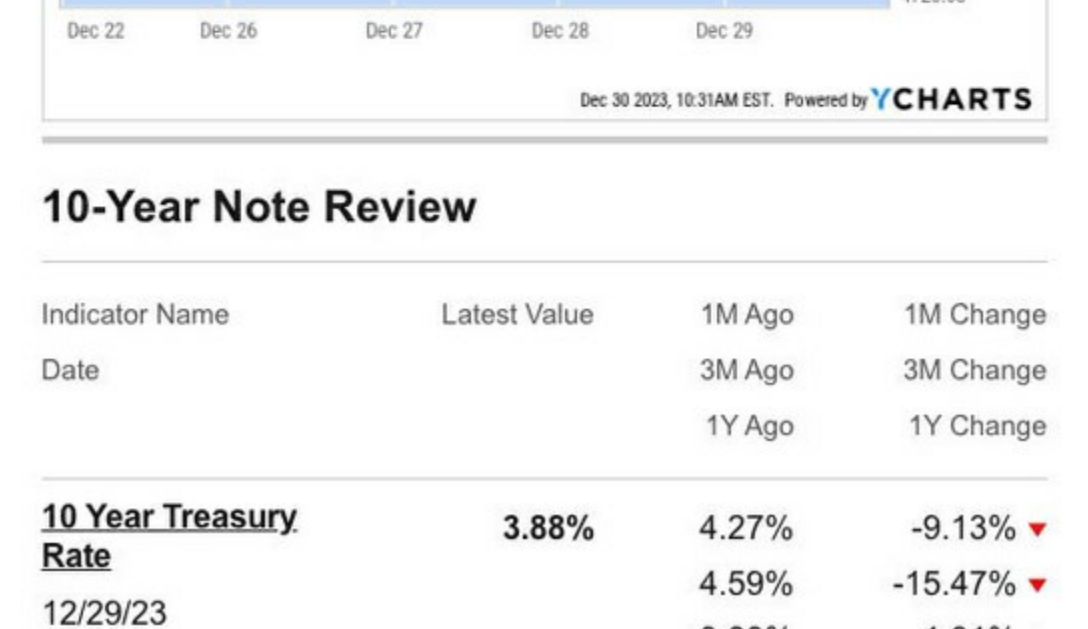 Dec 22 Dec 26 Dec 27 Dec 28 Dec 29
Dec 30 2023, 10:31AM EST. Powered by YCHARTS
10-Year Note Review
Indicator Name Latest Value 1M Ago 1M Change
Date 3M Ago 3M Change
1Y Ago 1Y Change
10 Year Treasury 3.88% 4.27% -9.13%
Rate
4.59% -15.47%
12/29/23